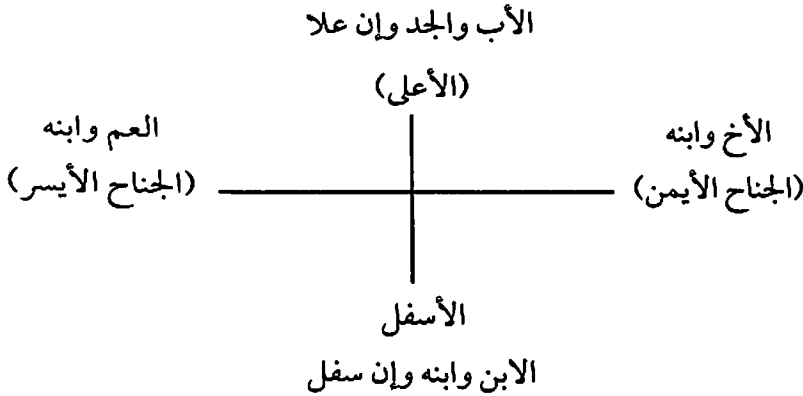 الأب والجد وإن علا
(الأعلى)
الأخ وابنه
(الجناح الأيمن)
العم وابنه
(الجناح الأيسر)
الأسفل
الابن وابنه وإن سفل